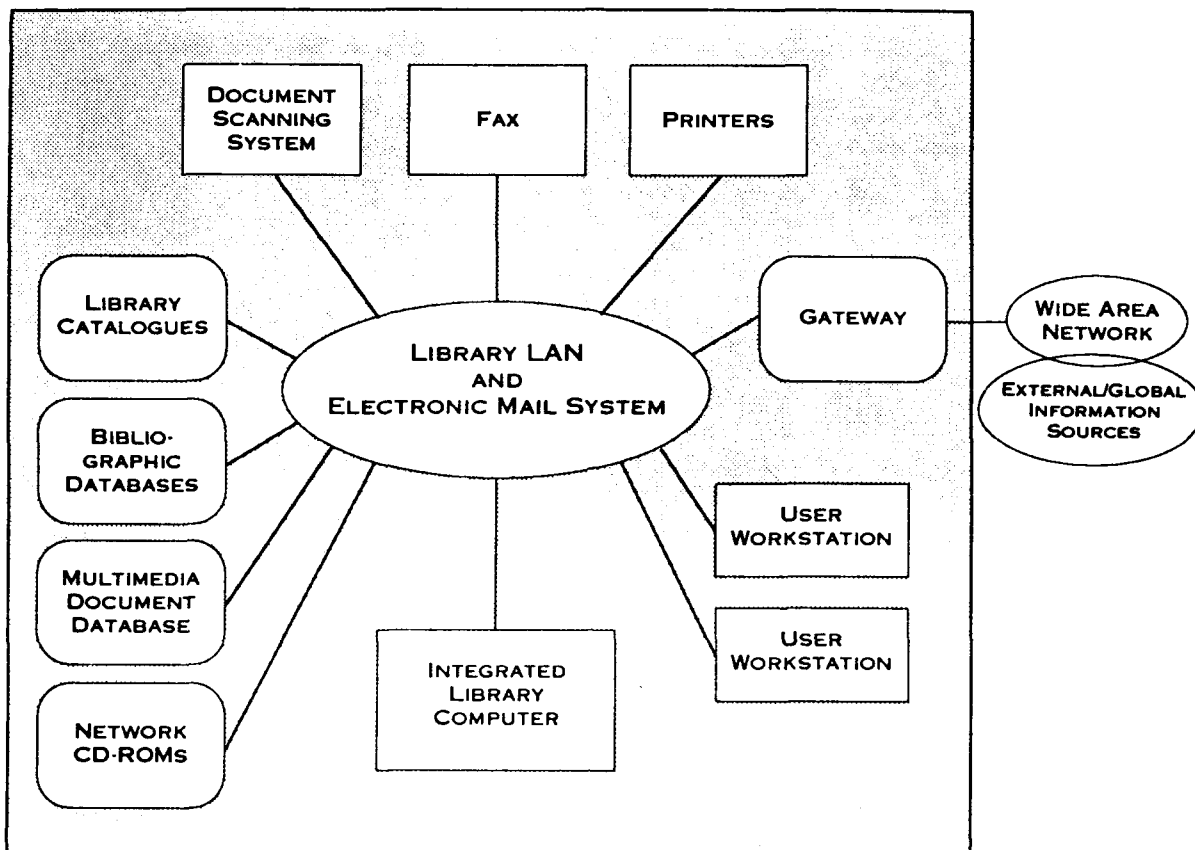 DOCUMENT
SCANNING
SYSTEM
FAX
PRINTERS
LIBRARY
CATALOGUES
GATEWAY
WIDE AREA
NETWORK
LIBRARY LAN
AND
ELECTRONIC MAIL SYSTEM
EXTERNAL/GLOBAL
INFORMATION
SOURCES
BIBLIO-
GRAPHIC
DATABASES
USER
WORKSTATION
MULTIMEDIA
DOCUMENT
DATABASE
USER
WORKSTATION
INTEGRATED
LIBRARY
COMPUTER
NETWORK
CD-ROMS